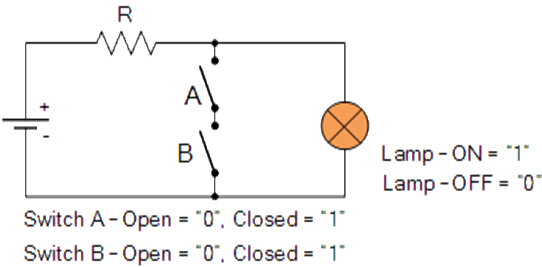 R
+
-
A
B
Lamp - ON = "1"
Lamp - OFF = "0"
Switch A - Open = "0", Closed = "1"
Switch B - Open = "0", Closed = "1"